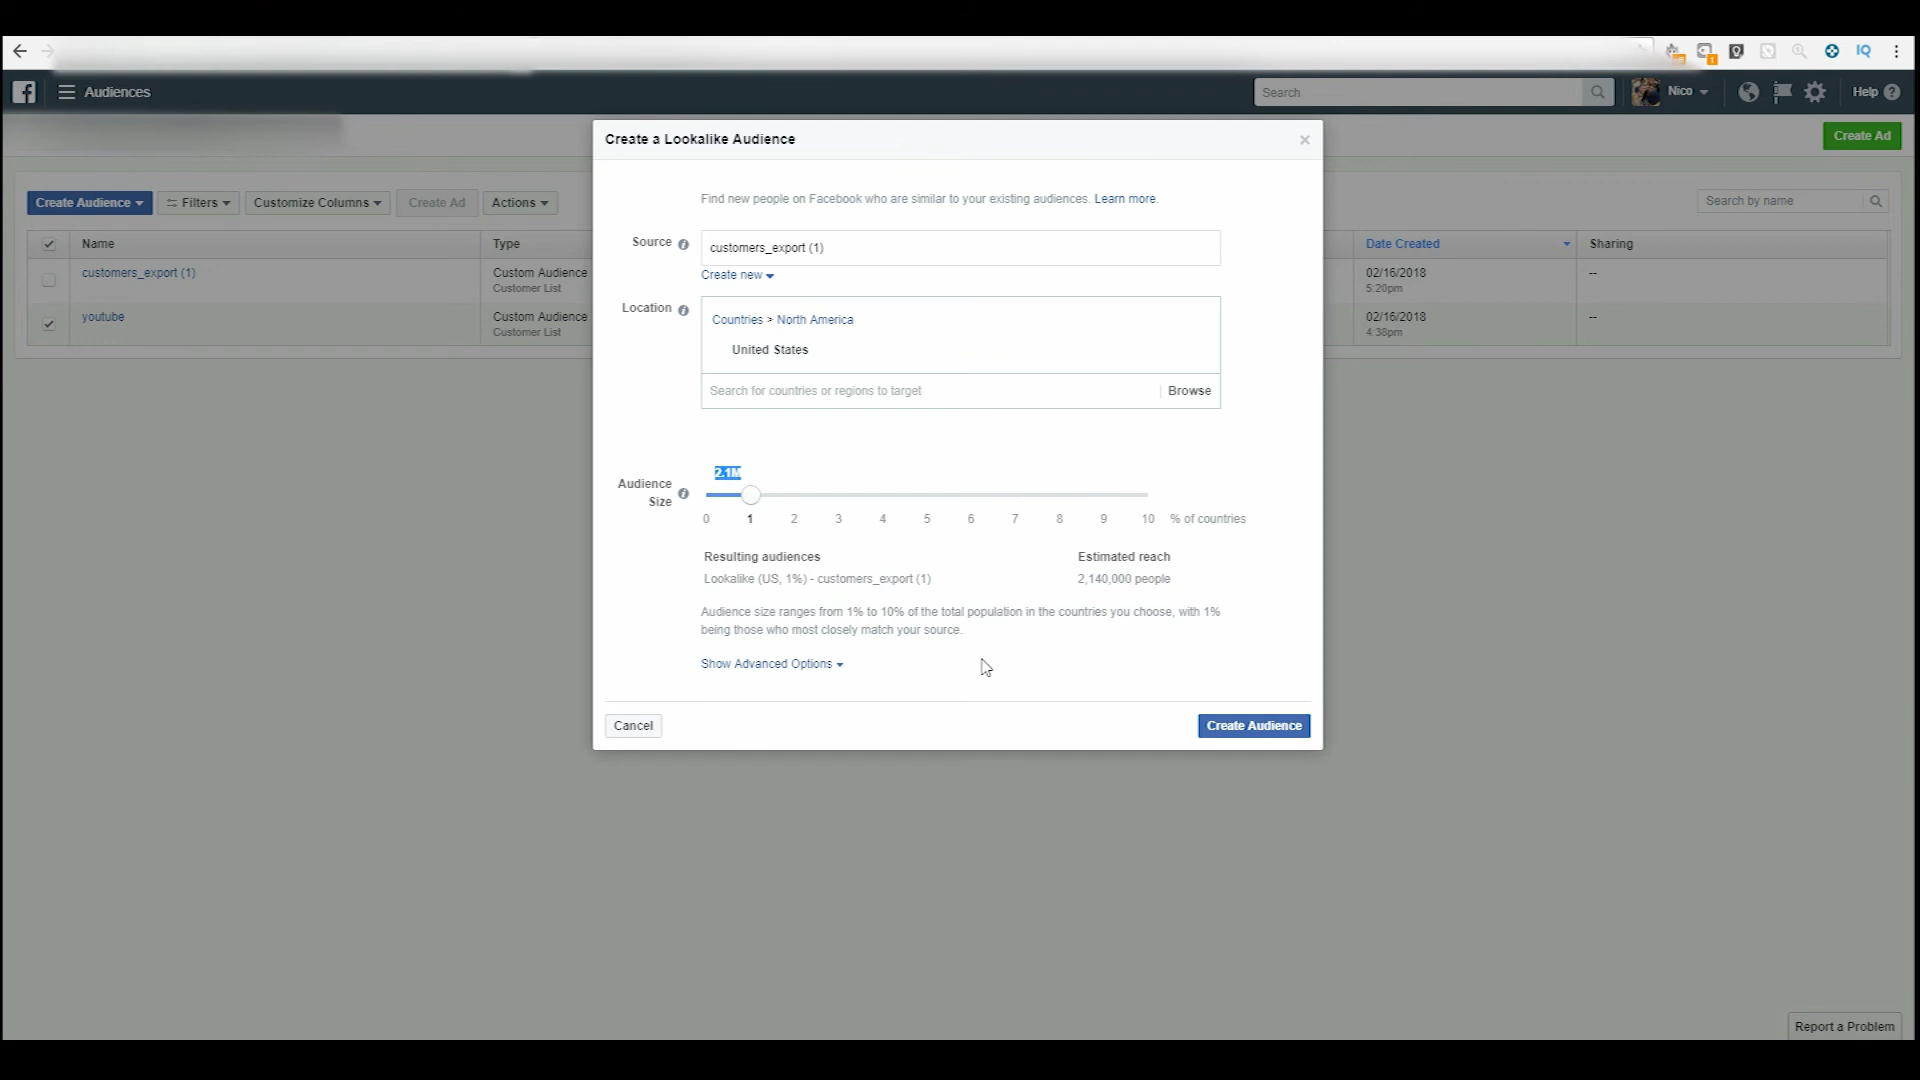 IQ
1
Audiences
Search
Nico
Help
Create Ad
Create a Lookalike Audience
Find new people on Facebook who are similar to your existing audiences. Learn more.
Create Audience
Filters
Customize Columns
Create Ad
Actions
Search by name
Name
Type
Date Created
Sharing
customers_export (1)
Custom Audience
Customer List
02/16/2018
5:20pm
--
youtube
Custom Audience
Customer List
02/16/2018
4:38pm
--
Source
customers_export (1)
Create new
Location
Countries > North America
United States
Search for countries or regions to target
Browse
Audience
Size
2.1M
0 1 2 3 4 5 6 7 8 9 10 % of countries
Resulting audiences
Estimated reach
Lookalike (US, 1%) - customers_export (1)
2,140,000 people
Audience size ranges from 1% to 10% of the total population in the countries you choose, with 1%
being those who most closely match your source.
Show Advanced Options
Cancel
Create Audience
Report a Problem